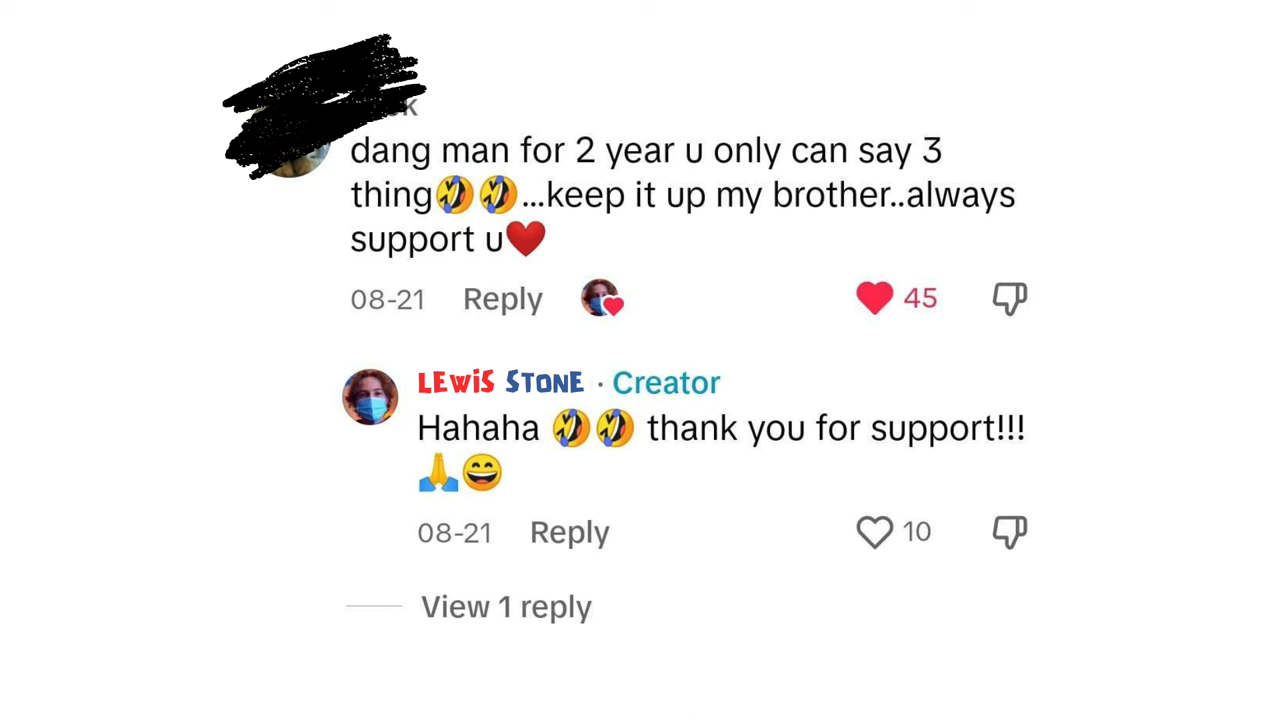 dang man for 2 year u only can say 3
thing🤣🤣...keep it up my brother..always
support u❤️
08-21 Reply 45
LEWiS STONE · Creator
Hahaha 🤣🤣 thank you for support!!!
🙏😄
08-21 Reply 10
View 1 reply